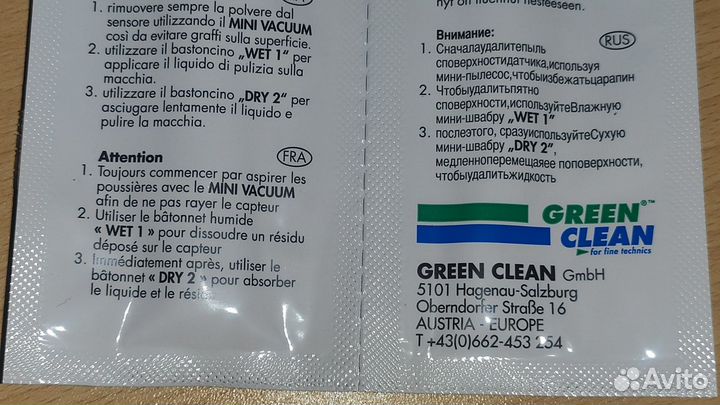 1. rimuovere sempre la polvere dal
sensore utilizzando il MINI VACUUM
così da evitare graffi sulla superficie.
2. utilizzare il bastoncino „WET 1" per
applicare il liquido di pulizia sulla
macchia.
3. utilizzare il bastoncino „DRY 2" per
asciugare lentamente il liquido e
pulire la macchia.
Attention
FRA
1. Toujours commencer par aspirer les
poussières avec le MINI VACUUM
afin de ne pas rayer le capteur
2. Utiliser le bâtonnet humide
« WET 1 » pour dissoudre un résidu
déposé sur le capteur
3. Immédiatement après, utiliser le
bâtonnet « DRY 2 » pour absorber
le liquide et le
Внимание:
RUS
1. Сначалаудалитепыль
споверхностидатчика,используя
мини-пылесос,чтобыизбежатьцарапин
2. Чтобыудалитьпятно
споверхности,используйтеВлажную
мини-швабру „WET 1"
3. послеэтого, сразуиспользуйтеСухую
мини-швабру „DRY 2",
медленноперемещаяее поповерхности,
чтобыудалитьжидкость
GREEN®™
CLEAN
for fine technics
GREEN CLEAN GmbH
5101 Hagenau-Salzburg
Oberndorfer Straße 16
AUSTRIA - EUROPE
T +43(0)662-453 254
Avito